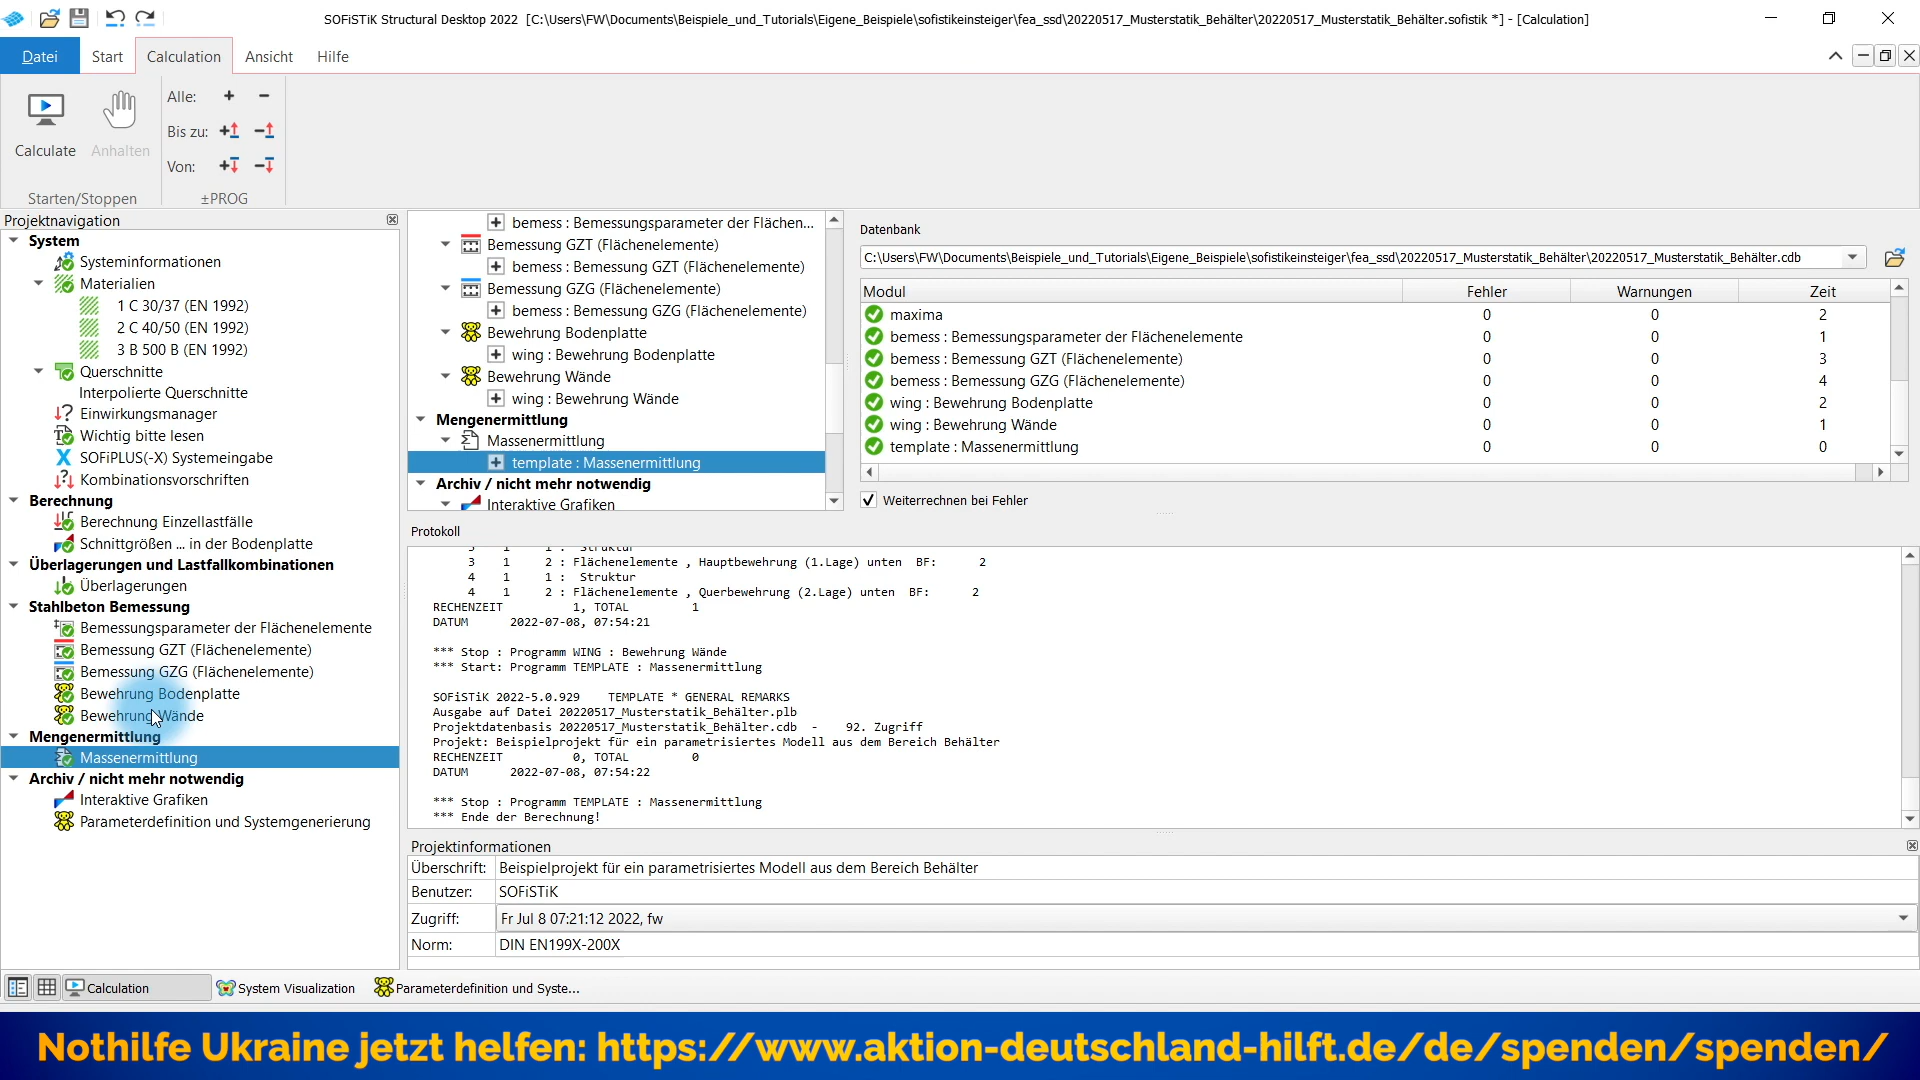 SOFiSTiK Structural Desktop 2022 [C:\Users\FW\Documents\Beispiele_und_Tutorials\Eigene_Beispiele\sofistikeinsteiger\fea_ssd\20220517_Musterstatik_Behälter\20220517_Musterstatik_Behälter.sofistik *] - [Calculation]
Datei Start Calculation Ansicht Hilfe
Calculate Anhalten
Alle:
Bis zu:
Von:
Starten/Stoppen ±PROG
Projektnavigation
System
Systeminformationen
Materialien
1 C 30/37 (EN 1992)
2 C 40/50 (EN 1992)
3 B 500 B (EN 1992)
Querschnitte
Interpolierte Querschnitte
Einwirkungsmanager
Wichtig bitte lesen
SOFiPLUS(-X) Systemeingabe
Kombinationsvorschriften
Berechnung
Berechnung Einzellastfälle
Schnittgrößen ... in der Bodenplatte
Überlagerungen und Lastfallkombinationen
Überlagerungen
Stahlbeton Bemessung
Bemessungsparameter der Flächenelemente
Bemessung GZT (Flächenelemente)
Bemessung GZG (Flächenelemente)
Bewehrung Bodenplatte
Bewehrung Wände
Mengenermittlung
Massenermittlung
Archiv / nicht mehr notwendig
Interaktive Grafiken
Parameterdefinition und Systemgenerierung
bemess : Bemessungsparameter der Flächen...
Bemessung GZT (Flächenelemente)
bemess : Bemessung GZT (Flächenelemente)
Bemessung GZG (Flächenelemente)
bemess : Bemessung GZG (Flächenelemente)
Bewehrung Bodenplatte
wing : Bewehrung Bodenplatte
Bewehrung Wände
wing : Bewehrung Wände
Mengenermittlung
Massenermittlung
template : Massenermittlung
Archiv / nicht mehr notwendig
Interaktive Grafiken
Datenbank
C:\Users\FW\Documents\Beispiele_und_Tutorials\Eigene_Beispiele\sofistikeinsteiger\fea_ssd\20220517_Musterstatik_Behälter\20220517_Musterstatik_Behälter.cdb
Modul Fehler Warnungen Zeit
maxima 0 0 2
bemess : Bemessungsparameter der Flächenelemente 0 0 1
bemess : Bemessung GZT (Flächenelemente) 0 0 3
bemess : Bemessung GZG (Flächenelemente) 0 0 4
wing : Bewehrung Bodenplatte 0 0 2
wing : Bewehrung Wände 0 0 1
template : Massenermittlung 0 0 0
Weiterrechnen bei Fehler
Protokoll
3 1 1 : Struktur
3 1 2 : Flächenelemente , Hauptbewehrung (1.Lage) unten BF: 2
4 1 1 : Struktur
4 1 2 : Flächenelemente , Querbewehrung (2.Lage) unten BF: 2
RECHENZEIT 1, TOTAL 1
DATUM 2022-07-08, 07:54:21
*** Stop : Programm WING : Bewehrung Wände
*** Start: Programm TEMPLATE : Massenermittlung
SOFiSTiK 2022-5.0.929 TEMPLATE * GENERAL REMARKS
Ausgabe auf Datei 20220517_Musterstatik_Behälter.plb
Projektdatenbasis 20220517_Musterstatik_Behälter.cdb - 92. Zugriff
Projekt: Beispielprojekt für ein parametrisiertes Modell aus dem Bereich Behälter
RECHENZEIT 0, TOTAL 0
DATUM 2022-07-08, 07:54:22
*** Stop : Programm TEMPLATE : Massenermittlung
*** Ende der Berechnung!
Projektinformationen
Überschrift: Beispielprojekt für ein parametrisiertes Modell aus dem Bereich Behälter
Benutzer: SOFiSTiK
Zugriff: Fr Jul 8 07:21:12 2022, fw
Norm: DIN EN199X-200X
Calculation System Visualization Parameterdefinition und Syste...
Nothilfe Ukraine jetzt helfen: https://www.aktion-deutschland-hilft.de/de/spenden/spenden/